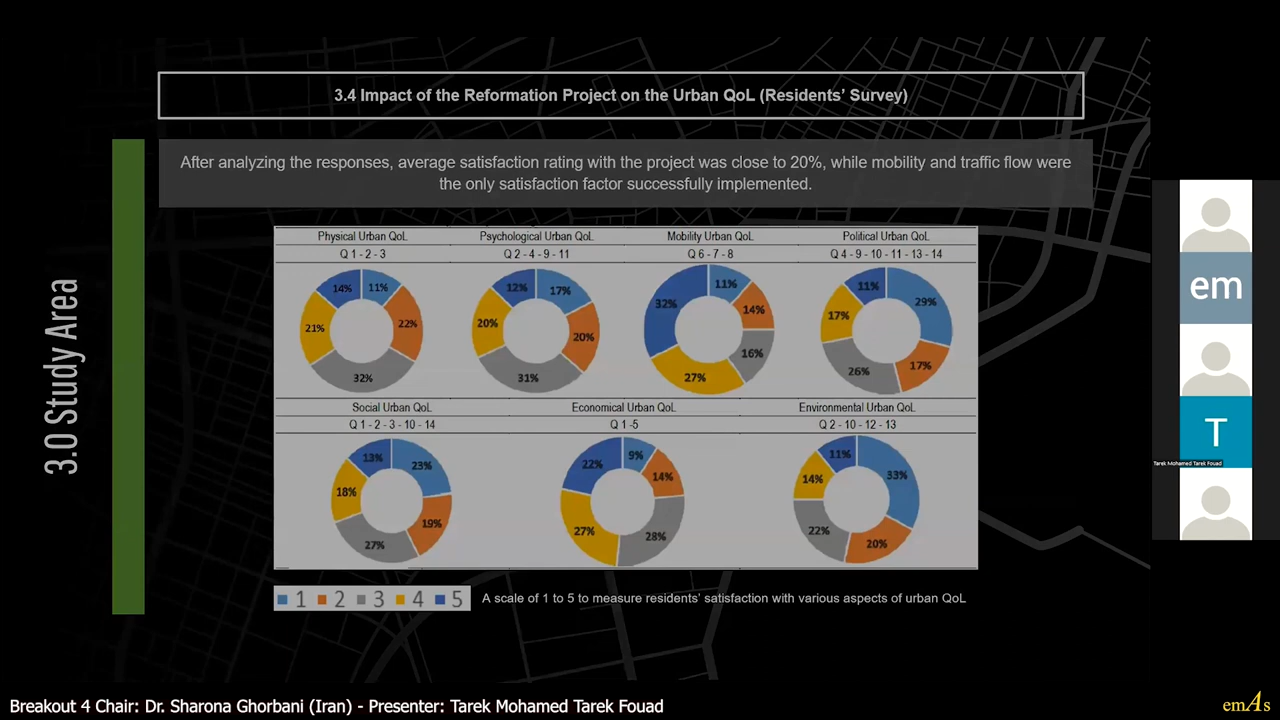 3.4 Impact of the Reformation Project on the Urban QoL (Residents' Survey)
After analyzing the responses, average satisfaction rating with the project was close to 20%, while mobility and traffic flow were
the only satisfaction factor successfully implemented.
3.0 Study Area
Physical Urban QoL
Psychological Urban QoL
Mobility Urban QoL
Political Urban QoL
Q 1 - 2 - 3
Q 2 - 4 - 9 - 11
Q 6 - 7 - 8
Q 4 - 9 - 10 - 11 - 13 - 14
14%
11%
22%
32%
21%
12%
17%
20%
31%
20%
32%
11%
14%
16%
27%
11%
29%
17%
26%
17%
Social Urban QoL
Economical Urban QoL
Environmental Urban QoL
Q 1 - 2 - 3 - 10 - 14
Q 1 -5
Q 2 - 10 - 12 - 13
13%
23%
19%
27%
18%
22%
9%
14%
28%
27%
11%
33%
20%
22%
14%
1 2 3 4 5
A scale of 1 to 5 to measure residents' satisfaction with various aspects of urban QoL
em
T
Tarek Mohamed Tarek Fouad
Breakout 4 Chair: Dr. Sharona Ghorbani (Iran) - Presenter: Tarek Mohamed Tarek Fouad
emAs